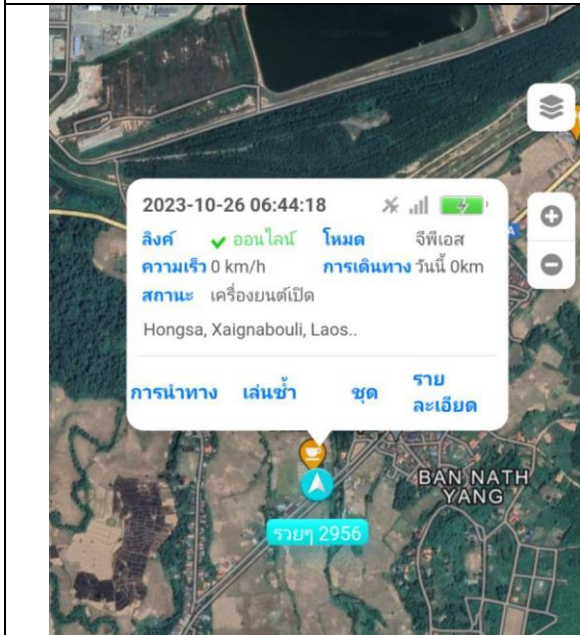 2023-10-26 06:44:18
ลิงค์ ออนไลน์ โหมด จีพีเอส
ความเร็ว 0 km/h การเดินทาง วันนี้ 0km
สถานะ เครื่องยนต์เปิด
Hongsa, Xaignabouli, Laos..
การนำทาง เล่นซ้ำ ชุด ราย
ละเอียด
BAN NATH
YANG
รวยๆ 2956